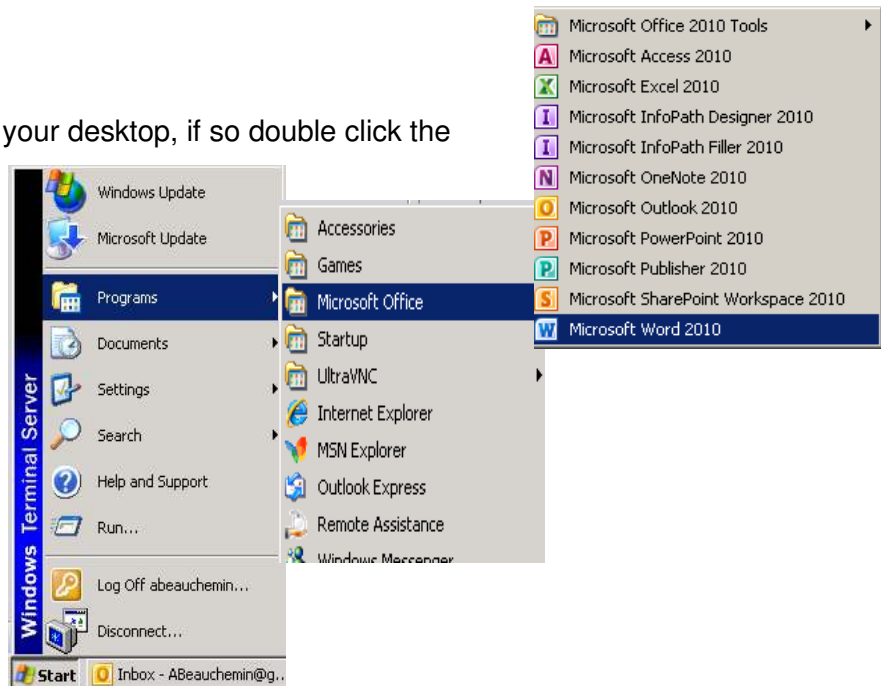 your desktop, if so double click the
Windows Update
Microsoft Update
Programs
Documents
Settings
Search
Help and Support
Run...
Log Off abeauchemin...
Disconnect...
Windows Terminal Server
Start
Inbox - ABeauchemin@g..
Accessories
Games
Microsoft Office
Startup
UltraVNC
Internet Explorer
MSN Explorer
Outlook Express
Remote Assistance
Windows Messenger
Microsoft Office 2010 Tools
Microsoft Access 2010
Microsoft Excel 2010
Microsoft InfoPath Designer 2010
Microsoft InfoPath Filler 2010
Microsoft OneNote 2010
Microsoft Outlook 2010
Microsoft PowerPoint 2010
Microsoft Publisher 2010
Microsoft SharePoint Workspace 2010
Microsoft Word 2010